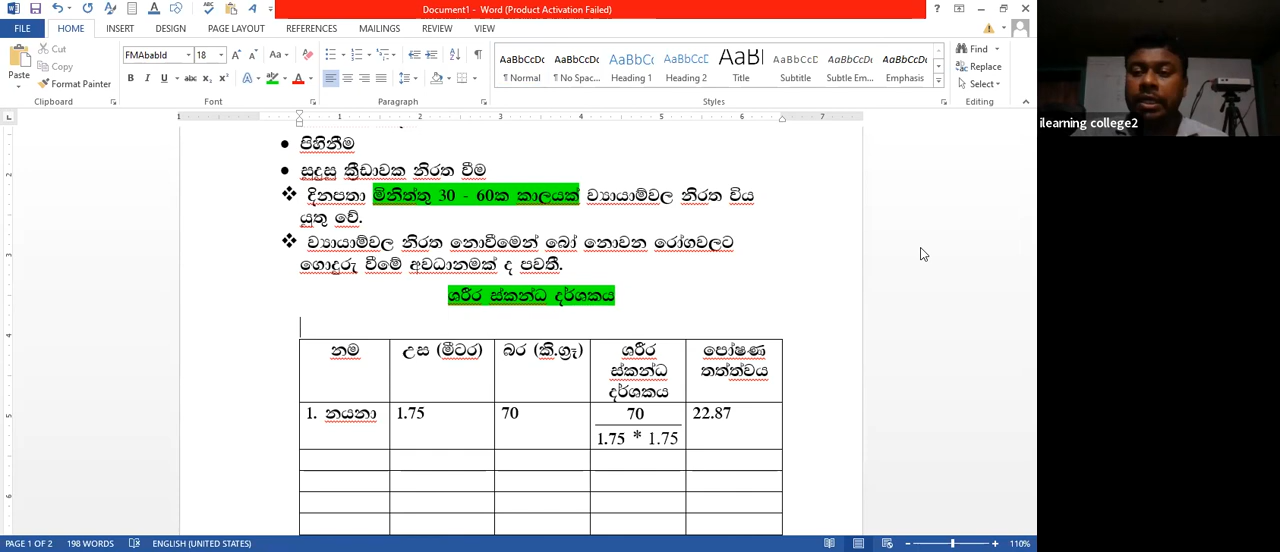 Document1 - Word (Product Activation Failed)
FILE HOME INSERT DESIGN PAGE LAYOUT REFERENCES MAILINGS REVIEW VIEW
Cut
Copy
Format Painter
Paste
Clipboard
FMAbabld 18
Font
Paragraph
AaBbCcDc AaBbCcDc AaBbCc AaBbCcD AaBl AaBbCcD AaBbCcDc AaBbCcDc
¶ Normal ¶ No Spac... Heading 1 Heading 2 Title Subtitle Subtle Em... Emphasis
Styles
Find
Replace
Select
Editing
ilearning college2
• පිහිනීම
• සුදුසු ක්‍රීඩාවක නිරත වීම
❖ දිනපතා මිනිත්තු 30 - 60ක කාලයක් ව්‍යායාම්වල නිරත විය
යුතු වේ.
❖ ව්‍යායාම්වල නිරත නොවීමෙන් බෝ නොවන රෝගවලට
ගොදුරු වීමේ අවධානමක් ද පවතී.
ශරීර ස්කන්ධ දර්ශකය
නම උස (මීටර) බර (කි.ග්‍රෑ) ශරීර ස්කන්ධ දර්ශකය පෝෂණ තත්ත්වය
1. නයනා 1.75 70 70 22.87
1.75 * 1.75
PAGE 1 OF 2 198 WORDS ENGLISH (UNITED STATES) 110%